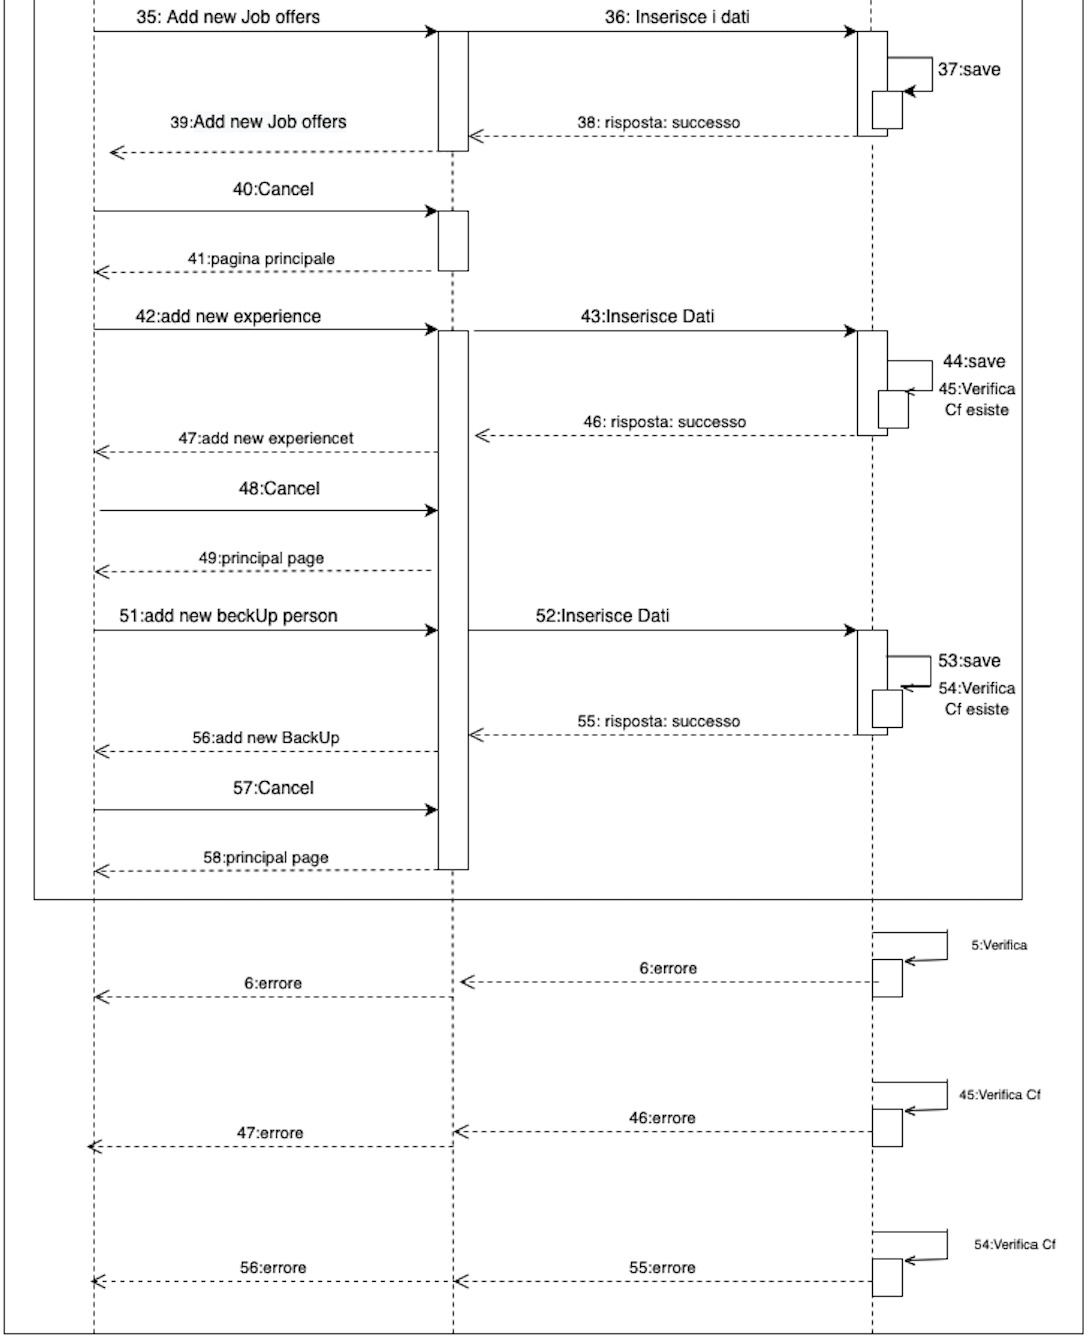 35: Add new Job offers
36: Inserisce i dati
37:save
39:Add new Job offers
38: risposta: successo
40:Cancel
41:pagina principale
42:add new experience
43:Inserisce Dati
44:save
45:Verifica
Cf esiste
46: risposta: successo
47:add new experiencet
48:Cancel
49:principal page
51:add new beckUp person
52:Inserisce Dati
53:save
54:Verifica
Cf esiste
55: risposta: successo
56:add new BackUp
57:Cancel
58:principal page
5:Verifica
6:errore
6:errore
45:Verifica Cf
46:errore
47:errore
54:Verifica Cf
56:errore
55:errore